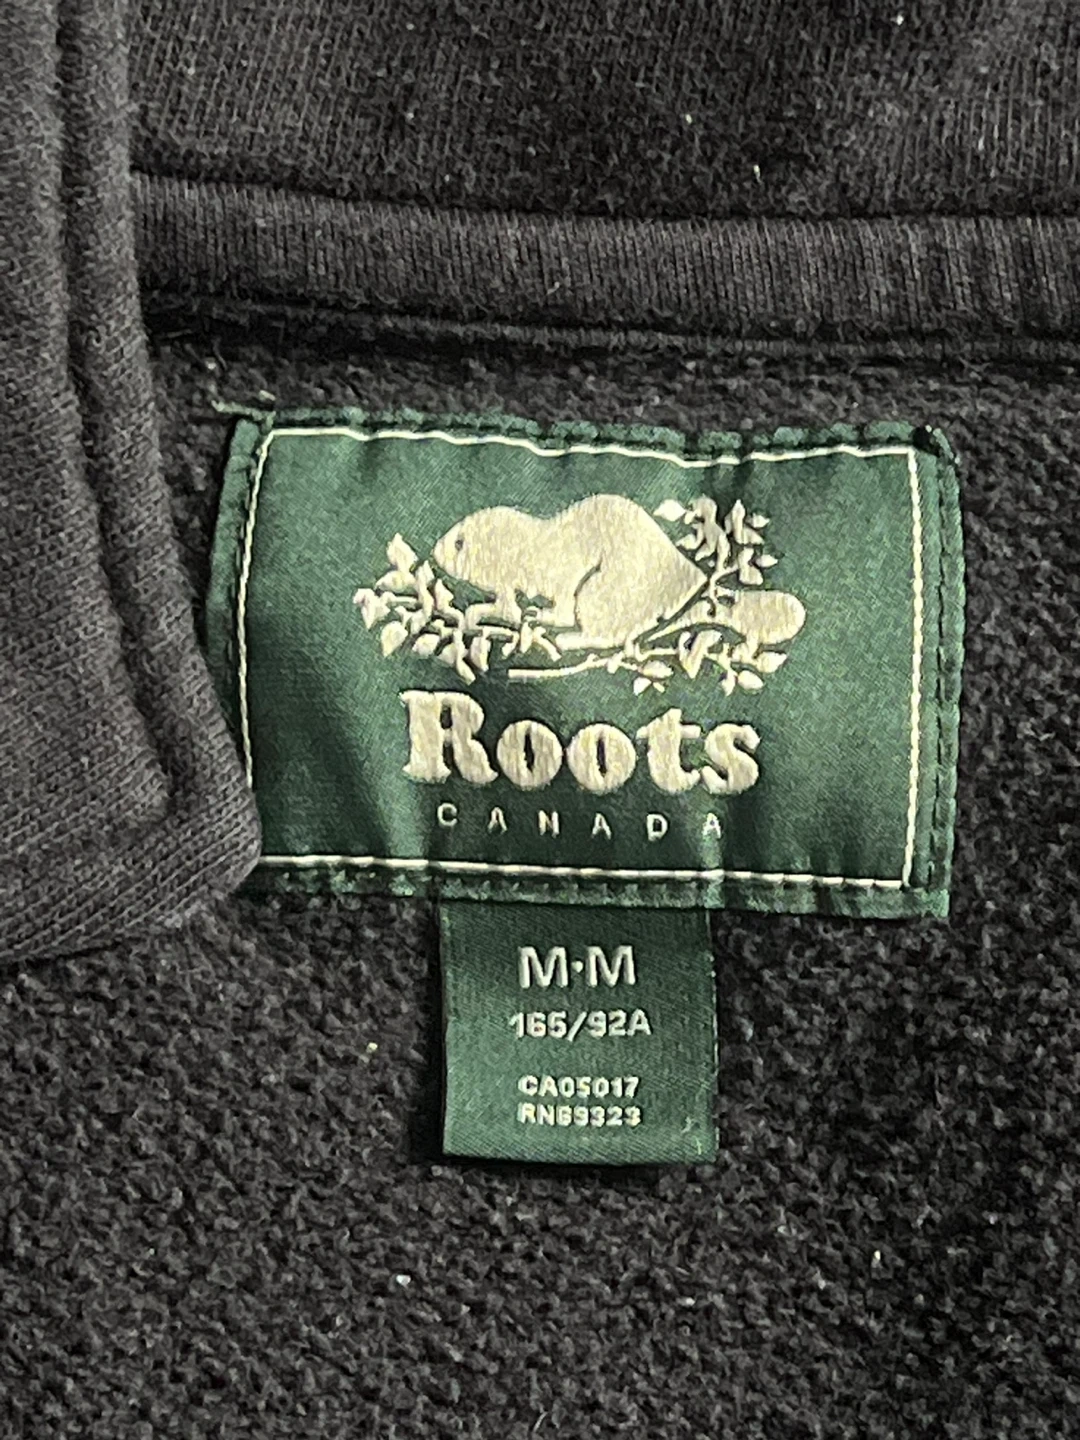 Roots
CANADA
M·M
165/92A
CA05017
RN69323